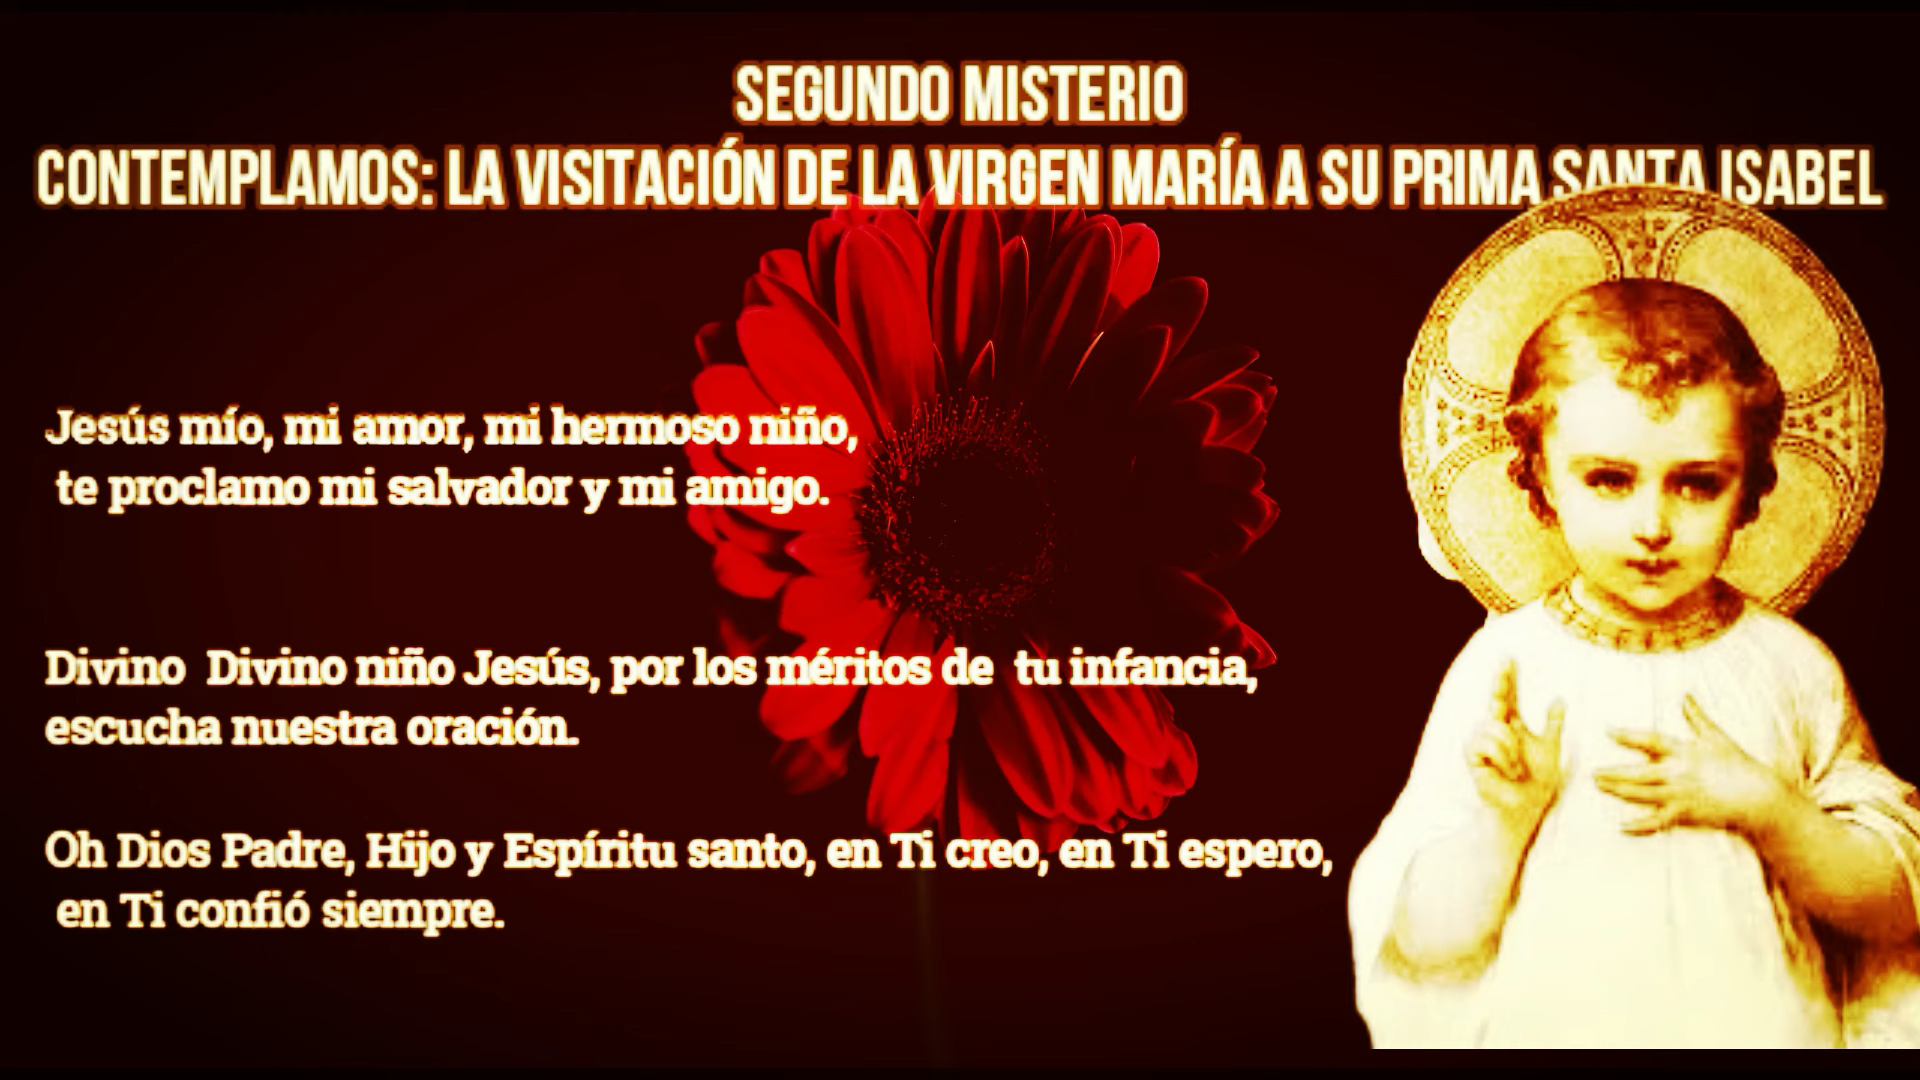 SEGUNDO MISTERIO
CONTEMPLAMOS: LA VISITACIÓN DE LA VIRGEN MARÍA A SU PRIMA SANTA ISABEL
Jesús mío, mi amor, mi hermoso niño,
te proclamo mi salvador y mi amigo.
Divino Divino niño Jesús, por los méritos de tu infancia,
escucha nuestra oración.
Oh Dios Padre, Hijo y Espíritu santo, en Ti creo, en Ti espero,
en Ti confió siempre.